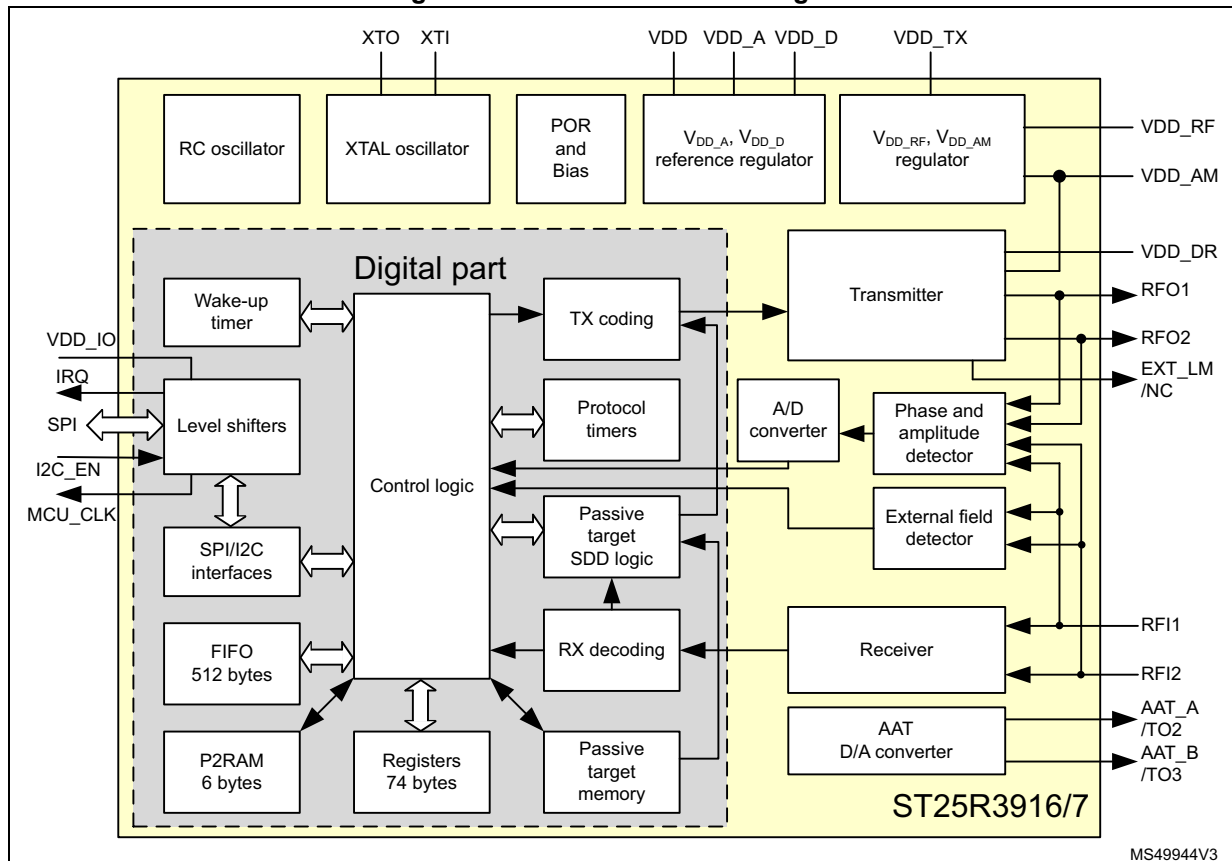 XTO XTI VDD VDD_A VDD_D VDD_TX
RC oscillator
XTAL oscillator
POR
and
Bias
VDD_A, VDD_D
reference regulator
VDD_RF, VDD_AM
regulator
VDD_RF
VDD_AM
Digital part
Wake-up
timer
Control logic
TX coding
Transmitter
VDD_DR
RFO1
RFO2
EXT_LM
/NC
VDD_IO
IRQ
SPI
I2C_EN
MCU_CLK
Level shifters
Protocol
timers
A/D
converter
Phase and
amplitude
detector
SPI/I2C
interfaces
Passive
target
SDD logic
External field
detector
FIFO
512 bytes
RX decoding
Receiver
RFI1
RFI2
P2RAM
6 bytes
Registers
74 bytes
Passive
target
memory
AAT
D/A converter
AAT_A
/TO2
AAT_B
/TO3
ST25R3916/7
MS49944V3